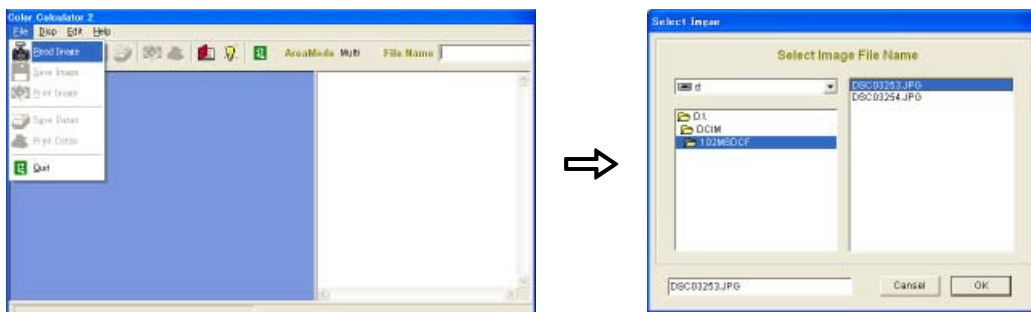 Color Calculator 2
File Disp Edit Help
Read Image
Save Image
Print Image
Save Datas
Print Datas
Quit
AreaMode Multi File Name
Select Image
Select Image File Name
d:
D:\
DCIM
102MSDCF
DSC03253.JPG
DSC03254.JPG
DSC03253.JPG
Cansel OK